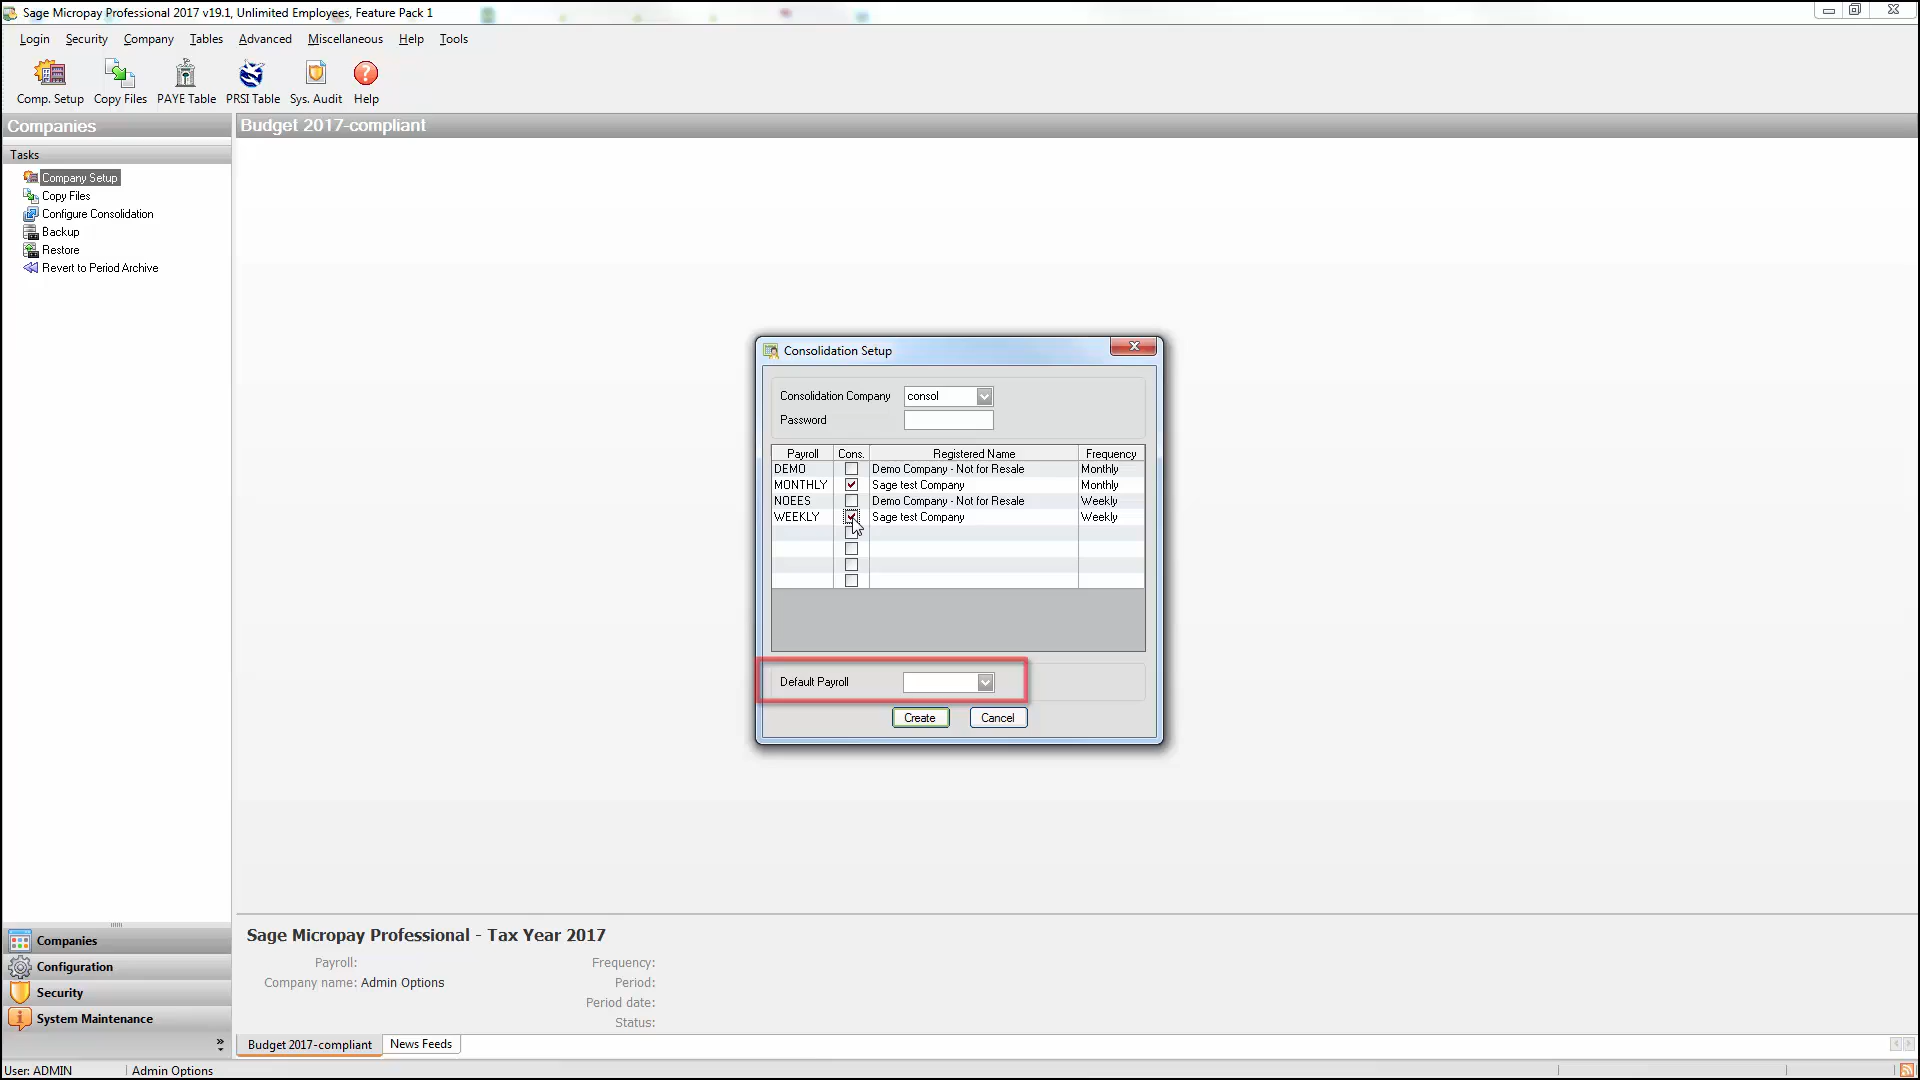 Sage Micropay Professional 2017 v19.1, Unlimited Employees, Feature Pack 1
Login Security Company Tables Advanced Miscellaneous Help Tools
Comp. Setup Copy Files PAYE Table PRSI Table Sys. Audit Help
Companies
Budget 2017-compliant
Tasks
Company Setup
Copy Files
Configure Consolidation
Backup
Restore
Revert to Period Archive
Consolidation Setup
Consolidation Company consol
Password
Payroll Cons. Registered Name Frequency
DEMO Demo Company - Not for Resale Monthly
MONTHLY Sage test Company Monthly
NOEES Demo Company - Not for Resale Weekly
WEEKLY Sage test Company Weekly
Default Payroll
Create Cancel
Companies
Configuration
Security
System Maintenance
Sage Micropay Professional - Tax Year 2017
Payroll: Frequency:
Company name: Admin Options Period:
Period date:
Status:
Budget 2017-compliant News Feeds
User: ADMIN Admin Options